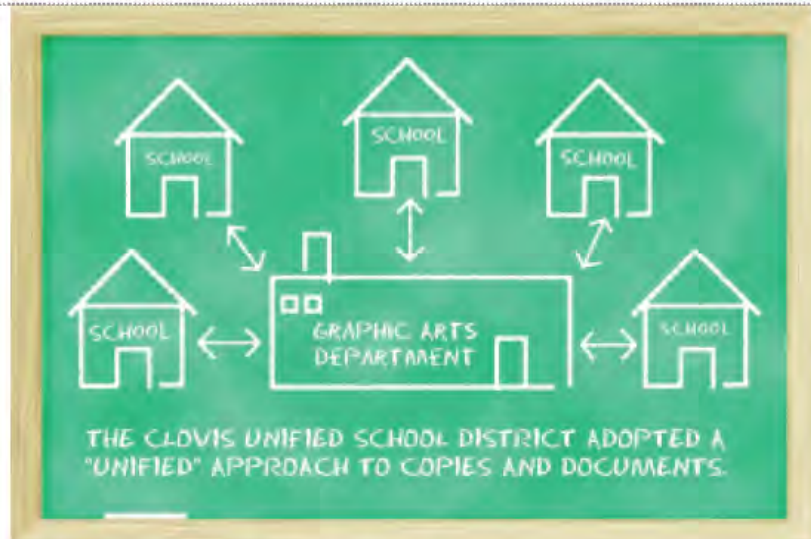 SCHOOL
SCHOOL
SCHOOL
SCHOOL
GRAPHIC ARTS
DEPARTMENT
SCHOOL
THE CLOVIS UNIFIED SCHOOL DISTRICT ADOPTED A
"UNIFIED" APPROACH TO COPIES AND DOCUMENTS.